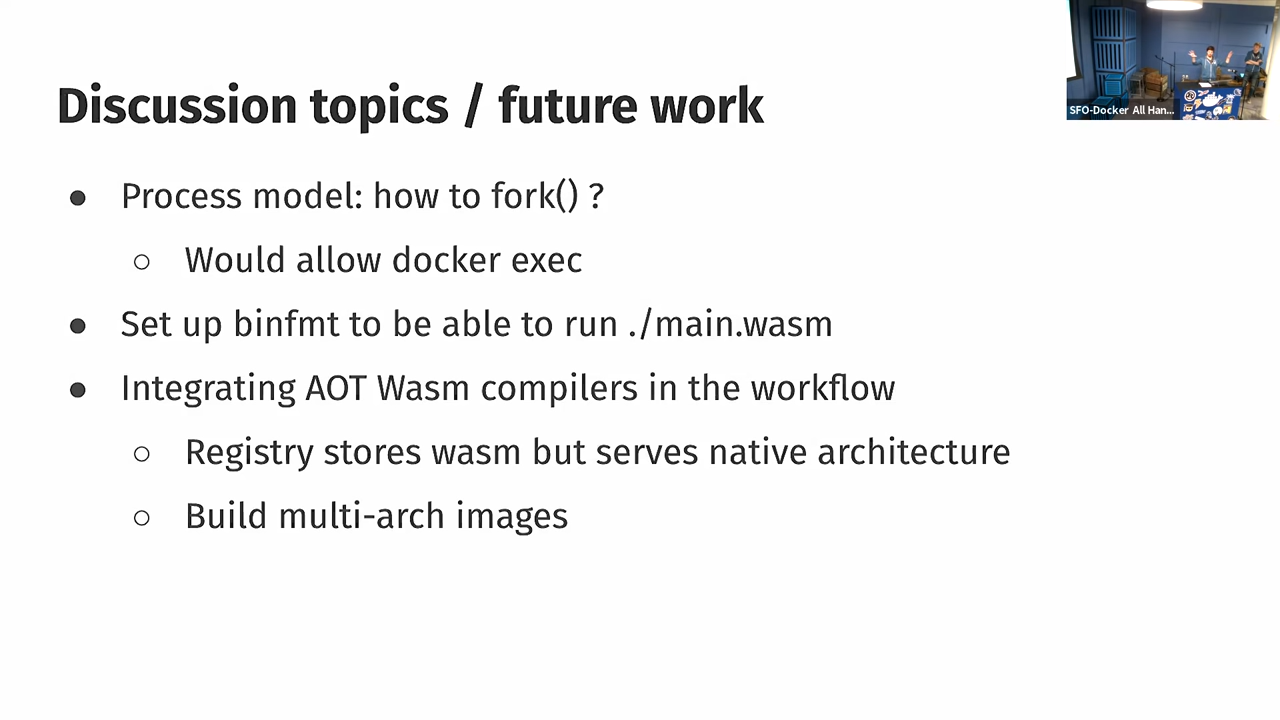 Discussion topics / future work
SFO-Docker All Han...
● Process model: how to fork() ?
○ Would allow docker exec
● Set up binfmt to be able to run ./main.wasm
● Integrating AOT Wasm compilers in the workflow
○ Registry stores wasm but serves native architecture
○ Build multi-arch images